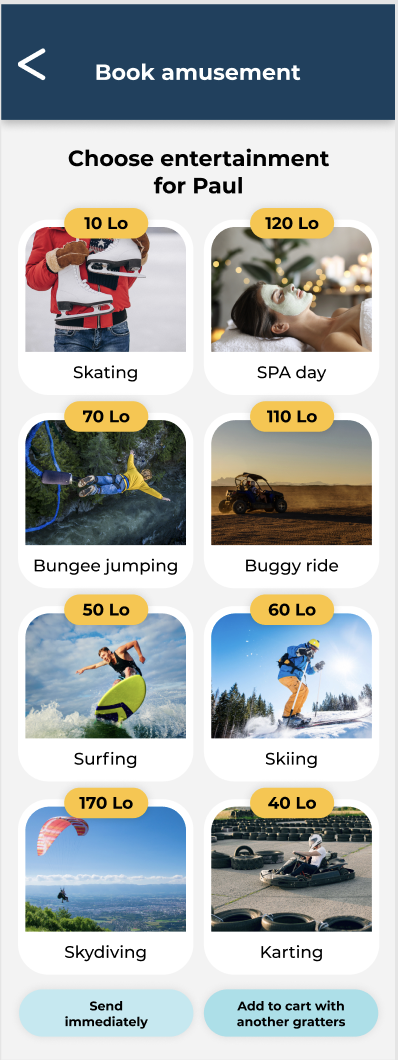 Book amusement
Choose entertainment
for Paul
10 Lo
120 Lo
Skating
SPA day
70 Lo
110 Lo
Bungee jumping
Buggy ride
50 Lo
60 Lo
Surfing
Skiing
170 Lo
40 Lo
Skydiving
Karting
Send
immediately
Add to cart with
another gratters